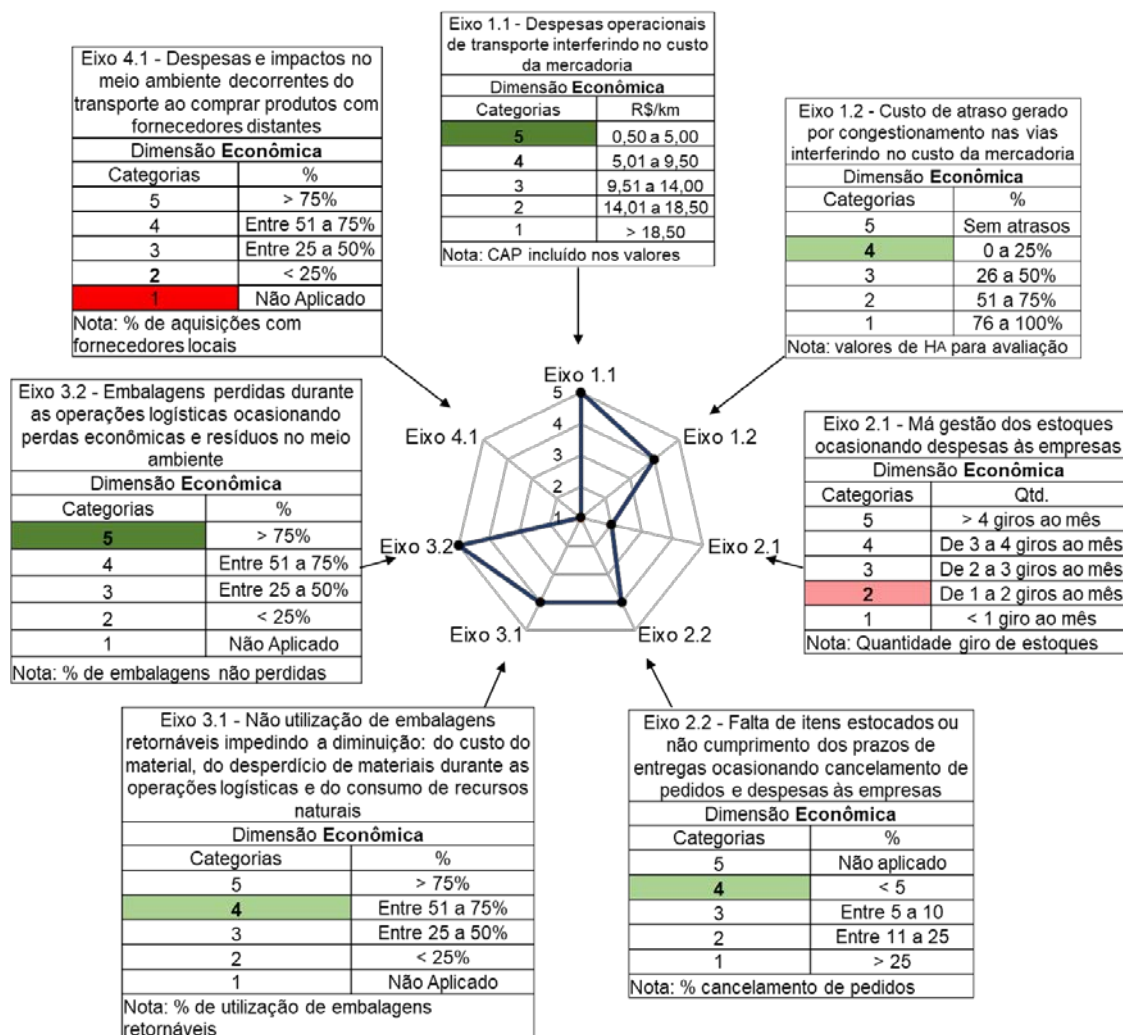 Eixo 4.1 - Despesas e impactos no
meio ambiente decorrentes do
transporte ao comprar produtos com
fornecedores distantes
Dimensão Econômica
Categorias %
5 > 75%
4 Entre 51 a 75%
3 Entre 25 a 50%
2 < 25%
1 Não Aplicado
Nota: % de aquisições com
fornecedores locais
Eixo 1.1 - Despesas operacionais
de transporte interferindo no custo
da mercadoria
Dimensão Econômica
Categorias R$/km
5 0,50 a 5,00
4 5,01 a 9,50
3 9,51 a 14,00
2 14,01 a 18,50
1 > 18,50
Nota: CAP incluído nos valores
Eixo 1.2 - Custo de atraso gerado
por congestionamento nas vias
interferindo no custo da mercadoria
Dimensão Econômica
Categorias %
5 Sem atrasos
4 0 a 25%
3 26 a 50%
2 51 a 75%
1 76 a 100%
Nota: valores de HA para avaliação
Eixo 3.2 - Embalagens perdidas durante
as operações logísticas ocasionando
perdas econômicas e resíduos no meio
ambiente
Dimensão Econômica
Categorias %
5 > 75%
4 Entre 51 a 75%
3 Entre 25 a 50%
2 < 25%
1 Não Aplicado
Nota: % de embalagens não perdidas
Eixo 1.1
5
4
3
2
1
Eixo 1.2
Eixo 2.1
Eixo 2.2
Eixo 3.1
Eixo 3.2
Eixo 4.1
Eixo 2.1 - Má gestão dos estoques
ocasionando despesas às empresas
Dimensão Econômica
Categorias Qtd.
5 > 4 giros ao mês
4 De 3 a 4 giros ao mês
3 De 2 a 3 giros ao mês
2 De 1 a 2 giros ao mês
1 < 1 giro ao mês
Nota: Quantidade giro de estoques
Eixo 3.1 - Não utilização de embalagens
retornáveis impedindo a diminuição: do custo do
material, do desperdício de materiais durante as
operações logísticas e do consumo de recursos
naturais
Dimensão Econômica
Categorias %
5 > 75%
4 Entre 51 a 75%
3 Entre 25 a 50%
2 < 25%
1 Não Aplicado
Nota: % de utilização de embalagens
retornáveis
Eixo 2.2 - Falta de itens estocados ou
não cumprimento dos prazos de
entregas ocasionando cancelamento de
pedidos e despesas às empresas
Dimensão Econômica
Categorias %
5 Não aplicado
4 < 5
3 Entre 5 a 10
2 Entre 11 a 25
1 > 25
Nota: % cancelamento de pedidos